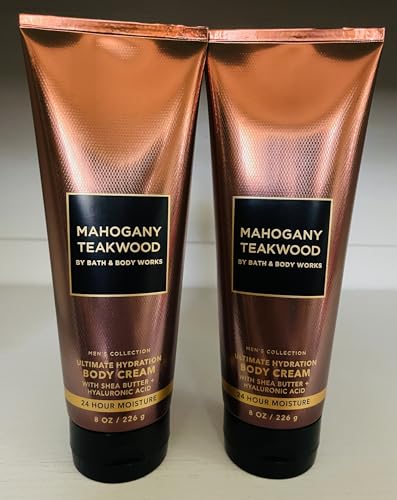 MAHOGANY
TEAKWOOD
BY BATH & BODY WORKS
MEN'S COLLECTION
ULTIMATE HYDRATION
BODY CREAM
WITH SHEA BUTTER +
HYALURONIC ACID
24 HOUR MOISTURE
8 OZ / 226 g
MAHOGANY
TEAKWOOD
BY BATH & BODY WORKS
MEN'S COLLECTION
ULTIMATE HYDRATION
BODY CREAM
WITH SHEA BUTTER +
HYALURONIC ACID
24 HOUR MOISTURE
8 OZ / 226 g